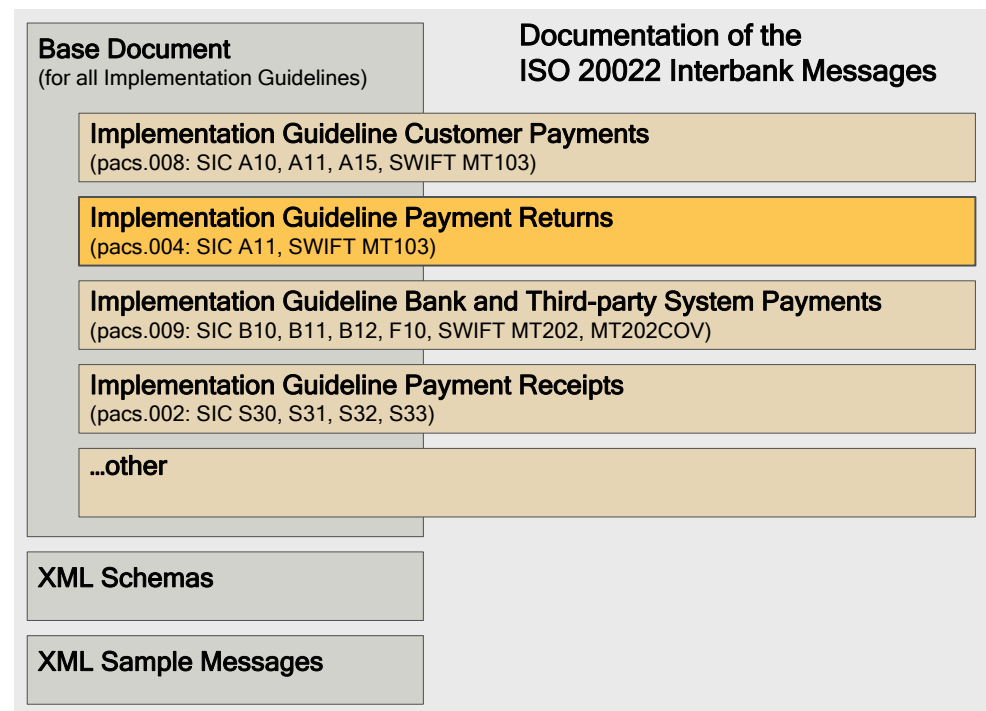 Base Document
(for all Implementation Guidelines)
Documentation of the
ISO 20022 Interbank Messages
Implementation Guideline Customer Payments
(pacs.008: SIC A10, A11, A15, SWIFT MT103)
Implementation Guideline Payment Returns
(pacs.004: SIC A11, SWIFT MT103)
Implementation Guideline Bank and Third-party System Payments
(pacs.009: SIC B10, B11, B12, F10, SWIFT MT202, MT202COV)
Implementation Guideline Payment Receipts
(pacs.002: SIC S30, S31, S32, S33)
...other
XML Schemas
XML Sample Messages